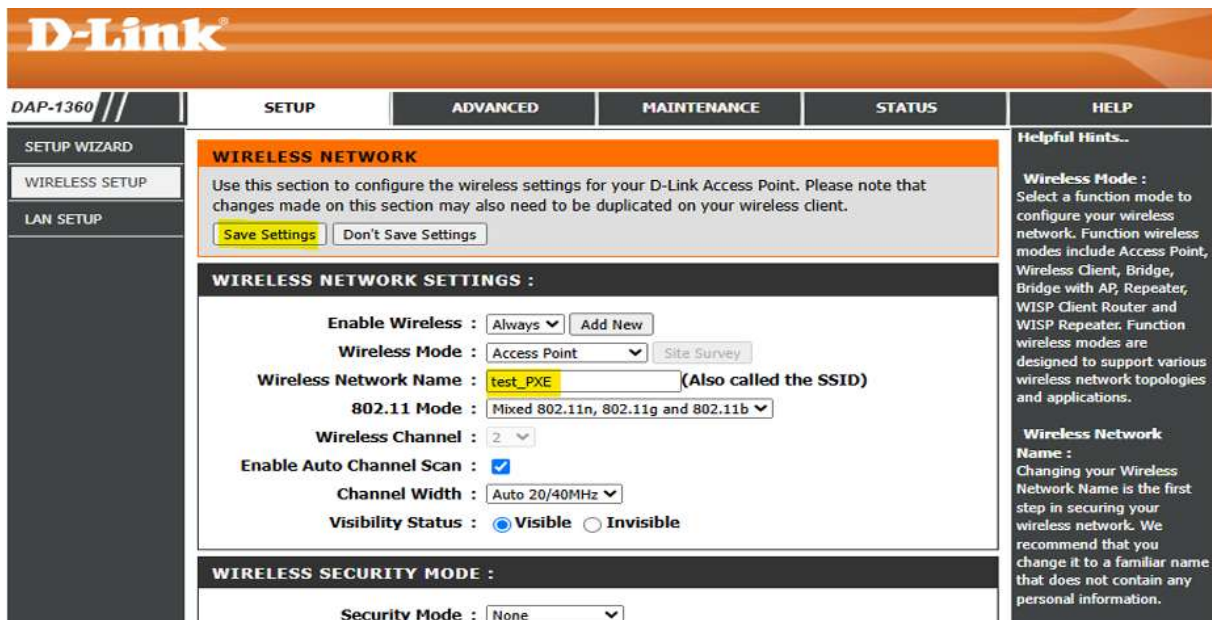 D-Link®
DAP-1360
SETUP
ADVANCED
MAINTENANCE
STATUS
HELP
SETUP WIZARD
WIRELESS SETUP
LAN SETUP
WIRELESS NETWORK
Use this section to configure the wireless settings for your D-Link Access Point. Please note that
changes made on this section may also need to be duplicated on your wireless client.
Save Settings Don't Save Settings
WIRELESS NETWORK SETTINGS :
Enable Wireless : Always Add New
Wireless Mode : Access Point Site Survey
Wireless Network Name : test_PXE (Also called the SSID)
802.11 Mode : Mixed 802.11n, 802.11g and 802.11b
Wireless Channel : 2
Enable Auto Channel Scan :
Channel Width : Auto 20/40MHz
Visibility Status : Visible Invisible
WIRELESS SECURITY MODE :
Security Mode : None
Helpful Hints..
Wireless Mode :
Select a function mode to
configure your wireless
network. Function wireless
modes include Access Point,
Wireless Client, Bridge,
Bridge with AP, Repeater,
WISP Client Router and
WISP Repeater. Function
wireless modes are
designed to support various
wireless network topologies
and applications.
Wireless Network
Name :
Changing your Wireless
Network Name is the first
step in securing your
wireless network. We
recommend that you
change it to a familiar name
that does not contain any
personal information.